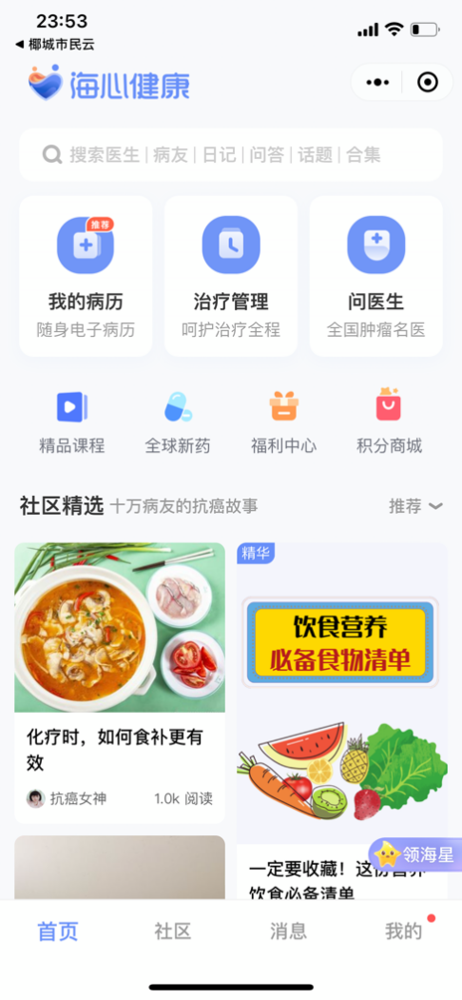 23:53
椰城市民云
海心健康
搜索医生 | 病友 | 日记 | 问答 | 话题 | 合集
推荐
我的病历
随身电子病历
治疗管理
呵护治疗全程
问医生
全国肿瘤名医
精品课程
全球新药
福利中心
积分商城
社区精选 十万病友的抗癌故事
推荐
化疗时，如何食补更有
效
抗癌女神
1.0k 阅读
精华
饮食营养
必备食物清单
一定要收藏！这份营养
饮食必备清单
领海星
首页
社区
消息
我的